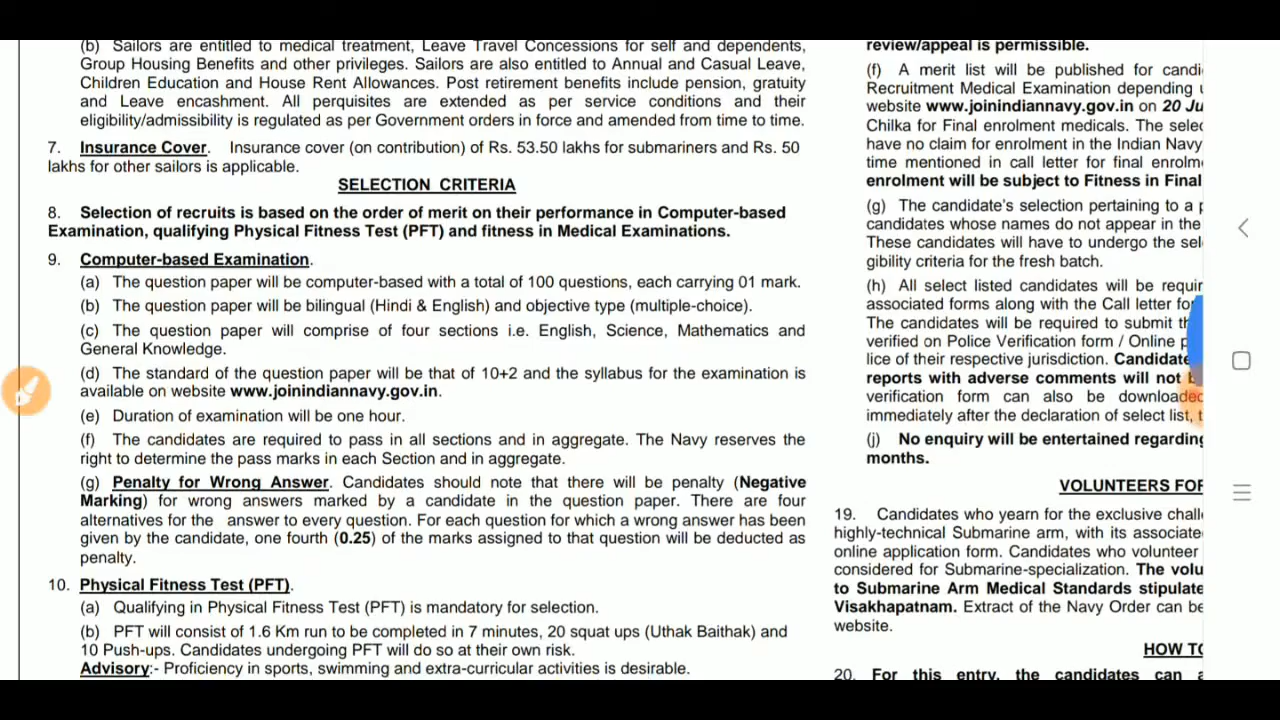 (b) Sailors are entitled to medical treatment, Leave Travel Concessions for self and dependents,
Group Housing Benefits and other privileges. Sailors are also entitled to Annual and Casual Leave,
Children Education and House Rent Allowances. Post retirement benefits include pension, gratuity
and Leave encashment. All perquisites are extended as per service conditions and their
eligibility/admissibility is regulated as per Government orders in force and amended from time to time.
7. Insurance Cover. Insurance cover (on contribution) of Rs. 53.50 lakhs for submariners and Rs. 50
lakhs for other sailors is applicable.
SELECTION CRITERIA
8. Selection of recruits is based on the order of merit on their performance in Computer-based
Examination, qualifying Physical Fitness Test (PFT) and fitness in Medical Examinations.
9. Computer-based Examination.
(a) The question paper will be computer-based with a total of 100 questions, each carrying 01 mark.
(b) The question paper will be bilingual (Hindi & English) and objective type (multiple-choice).
(c) The question paper will comprise of four sections i.e. English, Science, Mathematics and
General Knowledge.
(d) The standard of the question paper will be that of 10+2 and the syllabus for the examination is
available on website www.joinindiannavy.gov.in.
(e) Duration of examination will be one hour.
(f) The candidates are required to pass in all sections and in aggregate. The Navy reserves the
right to determine the pass marks in each Section and in aggregate.
(g) Penalty for Wrong Answer. Candidates should note that there will be penalty (Negative
Marking) for wrong answers marked by a candidate in the question paper. There are four
alternatives for the answer to every question. For each question for which a wrong answer has been
given by the candidate, one fourth (0.25) of the marks assigned to that question will be deducted as
penalty.
10. Physical Fitness Test (PFT).
(a) Qualifying in Physical Fitness Test (PFT) is mandatory for selection.
(b) PFT will consist of 1.6 Km run to be completed in 7 minutes, 20 squat ups (Uthak Baithak) and
10 Push-ups. Candidates undergoing PFT will do so at their own risk.
Advisory:- Proficiency in sports, swimming and extra-curricular activities is desirable.
review/appeal is permissible.
(f) A merit list will be published for candi
Recruitment Medical Examination depending
website www.joinindiannavy.gov.in on 20 Ju
Chilka for Final enrolment medicals. The selec
have no claim for enrolment in the Indian Navy
time mentioned in call letter for final enrolm
enrolment will be subject to Fitness in Final
(g) The candidate's selection pertaining to a
candidates whose names do not appear in the
These candidates will have to undergo the sel
gibility criteria for the fresh batch.
(h) All select listed candidates will be requir
associated forms along with the Call letter for
The candidates will be required to submit th
verified on Police Verification form / Online p
lice of their respective jurisdiction. Candidate
reports with adverse comments will not
verification form can also be downloaded
immediately after the declaration of select list,
(j) No enquiry will be entertained regarding
months.
VOLUNTEERS FOR
19. Candidates who yearn for the exclusive chall
highly-technical Submarine arm, with its associate
online application form. Candidates who volunteer
considered for Submarine-specialization. The volu
to Submarine Arm Medical Standards stipulate
Visakhapatnam. Extract of the Navy Order can be
website.
HOW TO
20. For this entry, the candidates can a